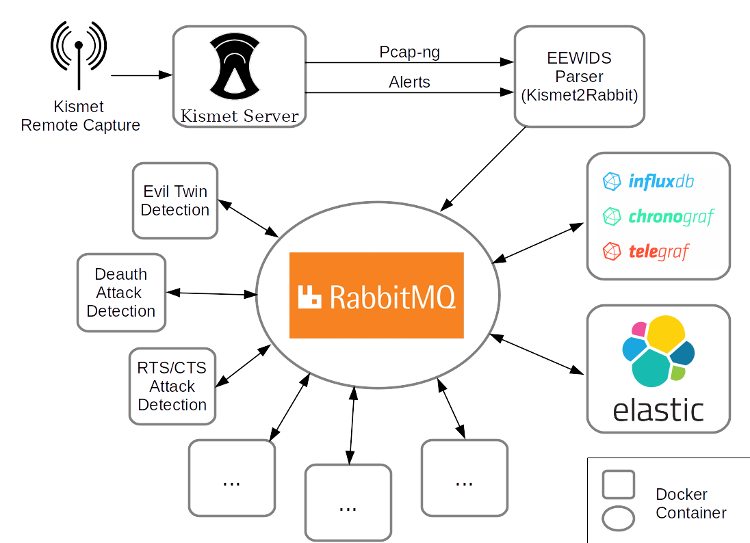 Kismet
Remote Capture
Kismet Server
Pcap-ng
Alerts
EEWIDS
Parser
(Kismet2Rabbit)
Evil Twin
Detection
Deauth
Attack
Detection
RTS/CTS
Attack
Detection
RabbitMQ
influxdb
chronograf
telegraf
elastic
...
...
...
Docker
Container